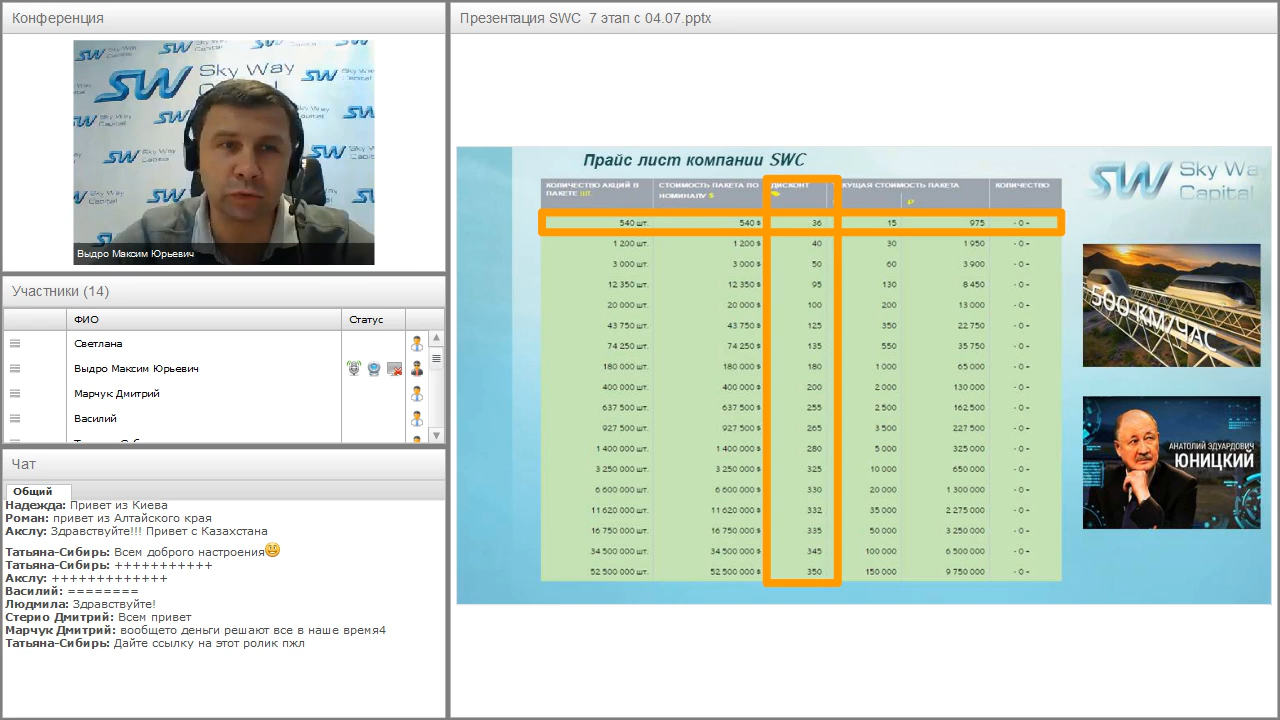 Конференция
SW Sky Way Capital
Выдро Максим Юрьевич
Участники (14)
ФИО Статус
Светлана
Выдро Максим Юрьевич
Марчук Дмитрий
Василий
Чат
Общий
Надежда: Привет из Киева
Роман: привет из Алтайского края
Акслу: Здравствуйте!!! Привет с Казахстана
Татьяна-Сибирь: Всем доброго настроения
Татьяна-Сибирь: +++++++++++
Акслу: +++++++++++++
Василий: ========
Людмила: Здравствуйте!
Стерио Дмитрий: Всем привет
Марчук Дмитрий: вообщето деньги решают все в наше время4
Татьяна-Сибирь: Дайте ссылку на этот ролик пжл
Презентация SWC 7 этап с 04.07.pptx
Прайс лист компании SWC
SW Sky Wa
Capital
КОЛИЧЕСТВО АКЦИЙ В ПАКЕТЕ ШТ. СТОИМОСТЬ ПАКЕТА ПО НОМИНАЛУ $ ДИСКОНТ КУЩАЯ СТОИМОСТЬ ПАКЕТА ₽ КОЛИЧЕСТВО
540 шт. 540 $ 36 15 975 - 0 -
1 200 шт. 1 200 $ 40 30 1 950 - 0 -
3 000 шт. 3 000 $ 50 60 3 900 - 0 -
12 350 шт. 12 350 $ 95 130 8 450 - 0 -
20 000 шт. 20 000 $ 100 200 13 000 - 0 -
43 750 шт. 43 750 $ 125 350 22 750 - 0 -
74 250 шт. 74 250 $ 135 550 35 750 - 0 -
180 000 шт. 180 000 $ 180 1 000 65 000 - 0 -
400 000 шт. 400 000 $ 200 2 000 130 000 - 0 -
637 500 шт. 637 500 $ 255 2 500 162 500 - 0 -
927 500 шт. 927 500 $ 265 3 500 227 500 - 0 -
1 400 000 шт. 1 400 000 $ 280 5 000 325 000 - 0 -
3 250 000 шт. 3 250 000 $ 325 10 000 650 000 - 0 -
6 600 000 шт. 6 600 000 $ 330 20 000 1 300 000 - 0 -
11 620 000 шт. 11 620 000 $ 332 35 000 2 275 000 - 0 -
16 750 000 шт. 16 750 000 $ 335 50 000 3 250 000 - 0 -
34 500 000 шт. 34 500 000 $ 345 100 000 6 500 000 - 0 -
52 500 000 шт. 52 500 000 $ 350 150 000 9 750 000 - 0 -
500 КМ/ЧАС
АНАТОЛИЙ ЭДУАРДОВИЧ
ЮНИЦКИЙ